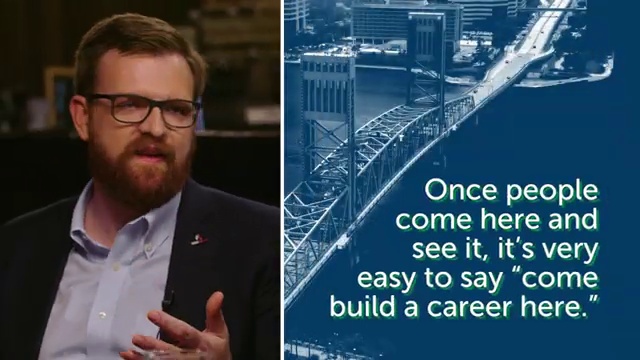 Once people
come here and
see it, it’s very
easy to say “come
build a career here.”